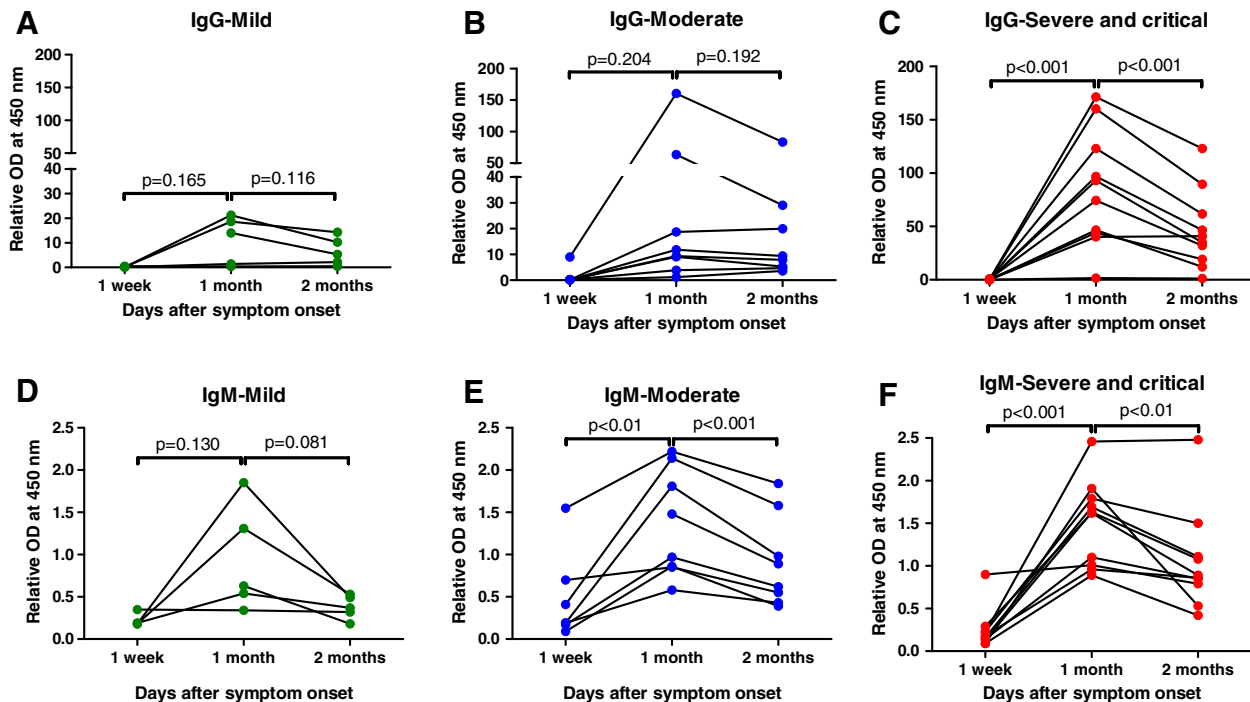 A
IgG-Mild
Relative OD at 450 nm
200
150
100
50
40
30
20
10
0
p=0.165
p=0.116
1 week
1 month
2 months
Days after symptom onset
B
IgG-Moderate
Relative OD at 450 nm
200
150
100
50
40
30
20
10
0
p=0.204
p=0.192
1 week
1 month
2 months
Days after symptom onset
C
IgG-Severe and critical
Relative OD at 450 nm
200
150
100
50
0
p<0.001
p<0.001
1 week
1 month
2 months
Days after symptom onset
D
IgM-Mild
Relative OD at 450 nm
2.5
2.0
1.5
1.0
0.5
0.0
p=0.130
p=0.081
1 week
1 month
2 months
Days after symptom onset
E
IgM-Moderate
Relative OD at 450 nm
2.5
2.0
1.5
1.0
0.5
0.0
p<0.01
p<0.001
1 week
1 month
2 months
Days after symptom onset
F
IgM-Severe and critical
Relative OD at 450 nm
2.5
2.0
1.5
1.0
0.5
0.0
p<0.001
p<0.01
1 week
1 month
2 months
Days after symptom onset